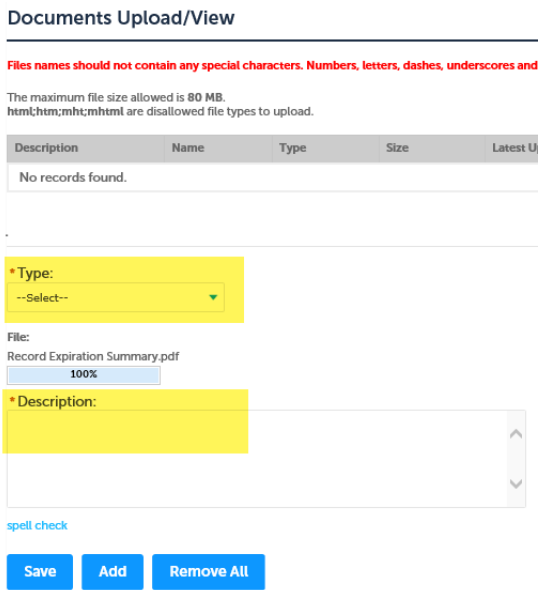 Documents Upload/View
Files names should not contain any special characters. Numbers, letters, dashes, underscores and
The maximum file size allowed is 80 MB.
html;htm;mht;mhtml are disallowed file types to upload.
Description Name Type Size Latest
No records found.
*Type:
--Select--
File:
Record Expiration Summary.pdf
100%
*Description:
spell check
Save Add Remove All